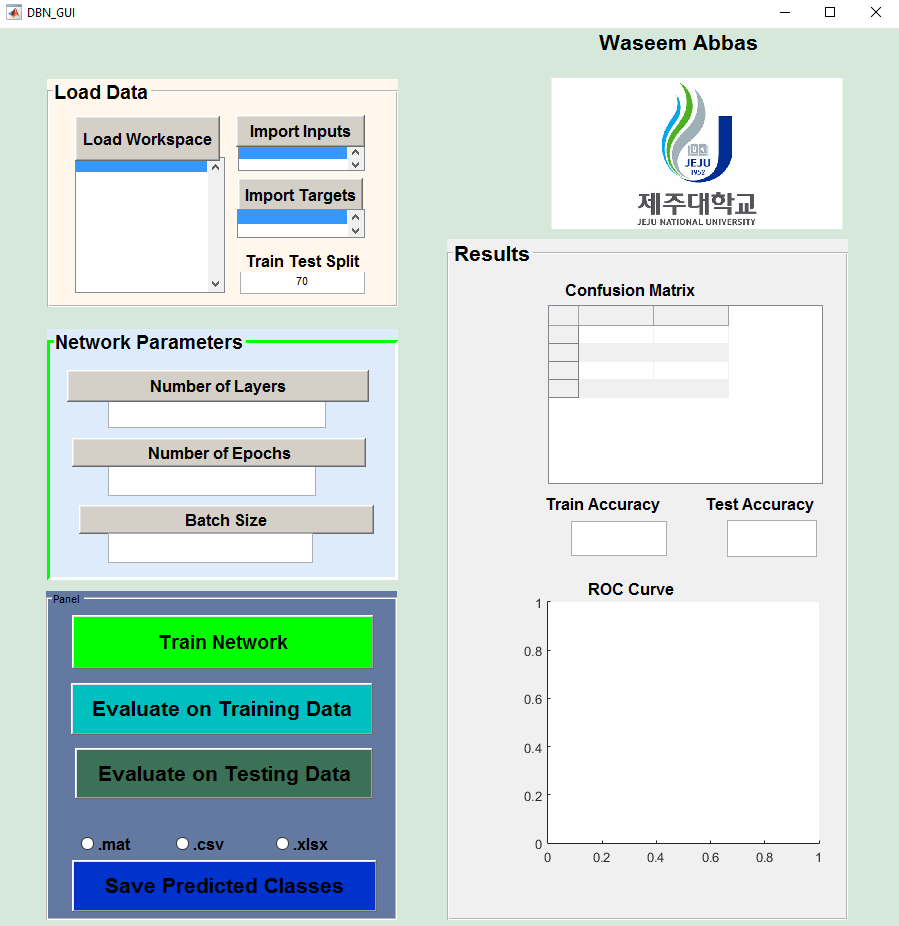 DBN_GUI
Waseem Abbas
JEJU
1952
제주대학교
JEJU NATIONAL UNIVERSITY
Load Data
Load Workspace
Import Inputs
Import Targets
Train Test Split
70
Network Parameters
Number of Layers
Number of Epochs
Batch Size
Panel
Train Network
Evaluate on Training Data
Evaluate on Testing Data
.mat .csv .xlsx
Save Predicted Classes
Results
Confusion Matrix
Train Accuracy Test Accuracy
ROC Curve
1
0.8
0.6
0.4
0.2
0
0 0.2 0.4 0.6 0.8 1